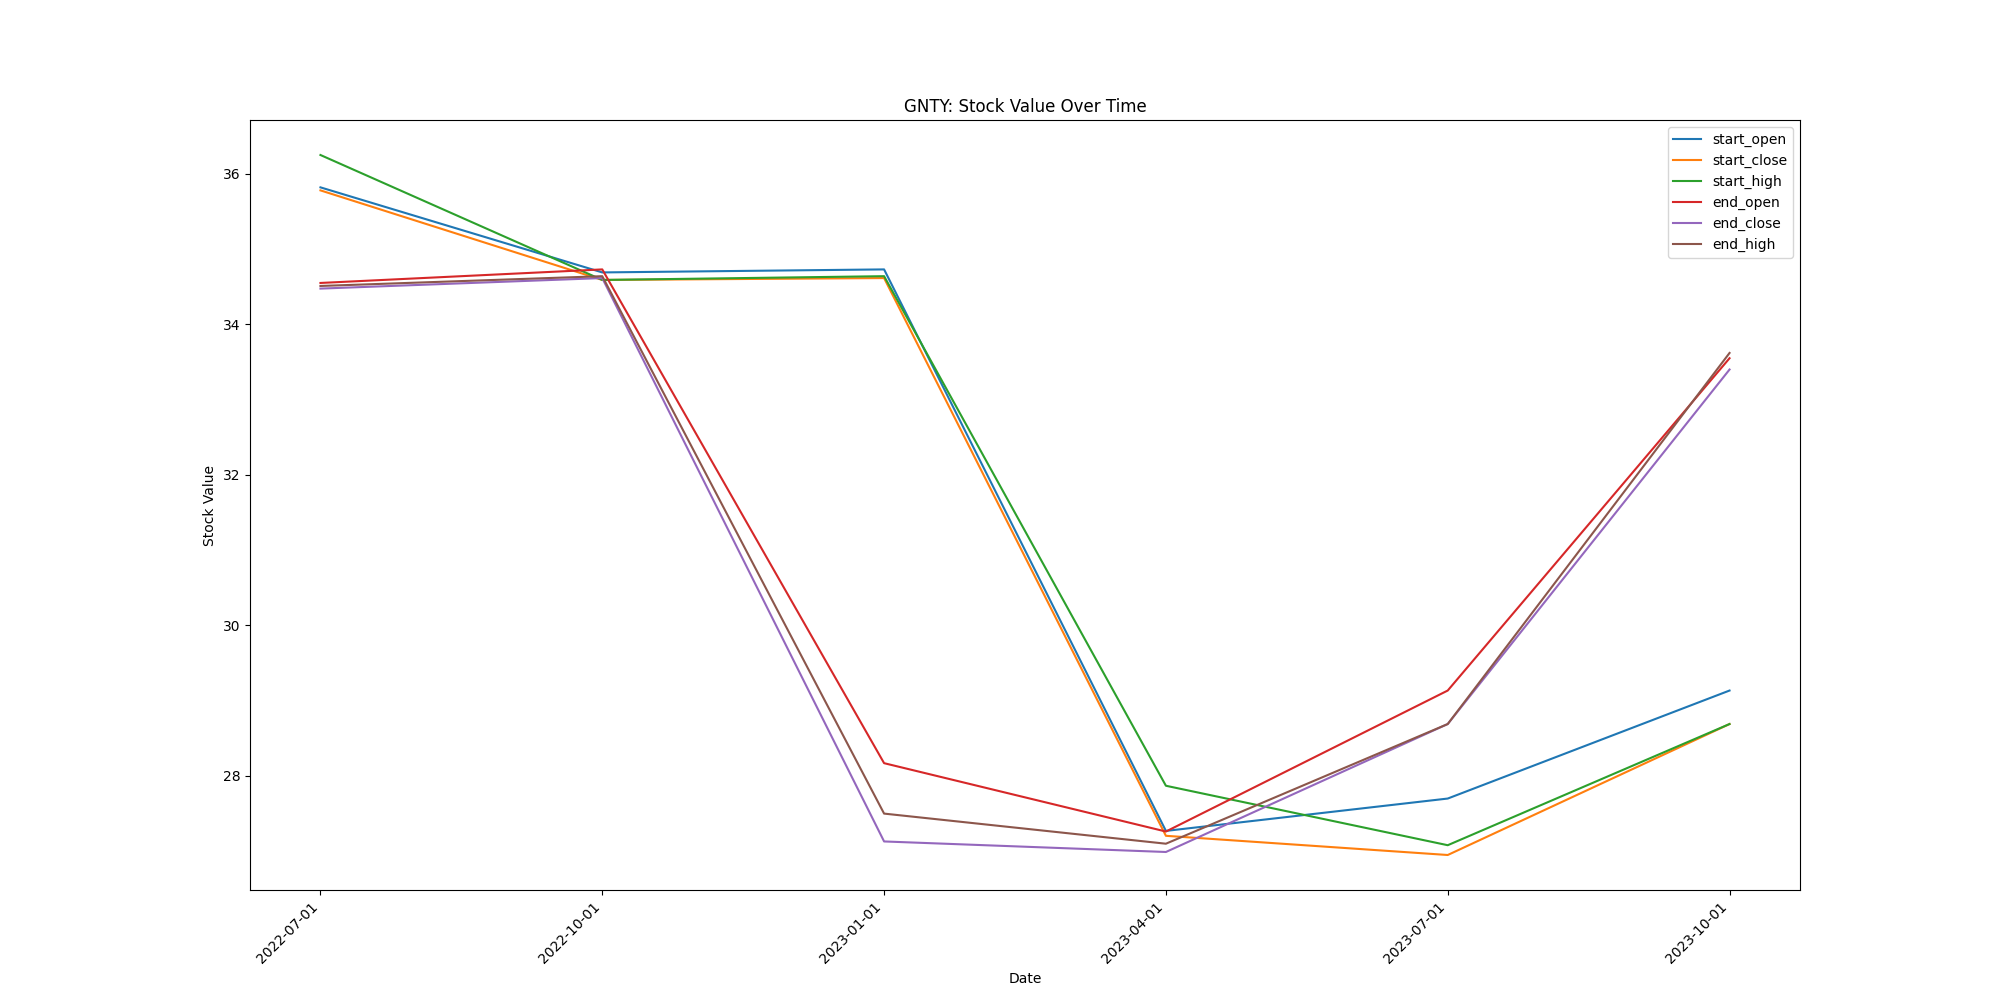 GNTY: Stock Value Over Time
start_open
start_close
start_high
end_open
end_close
end_high
36
34
32
30
28
Stock Value
2022-07-01
2022-10-01
2023-01-01
2023-04-01
2023-07-01
2023-10-01
Date